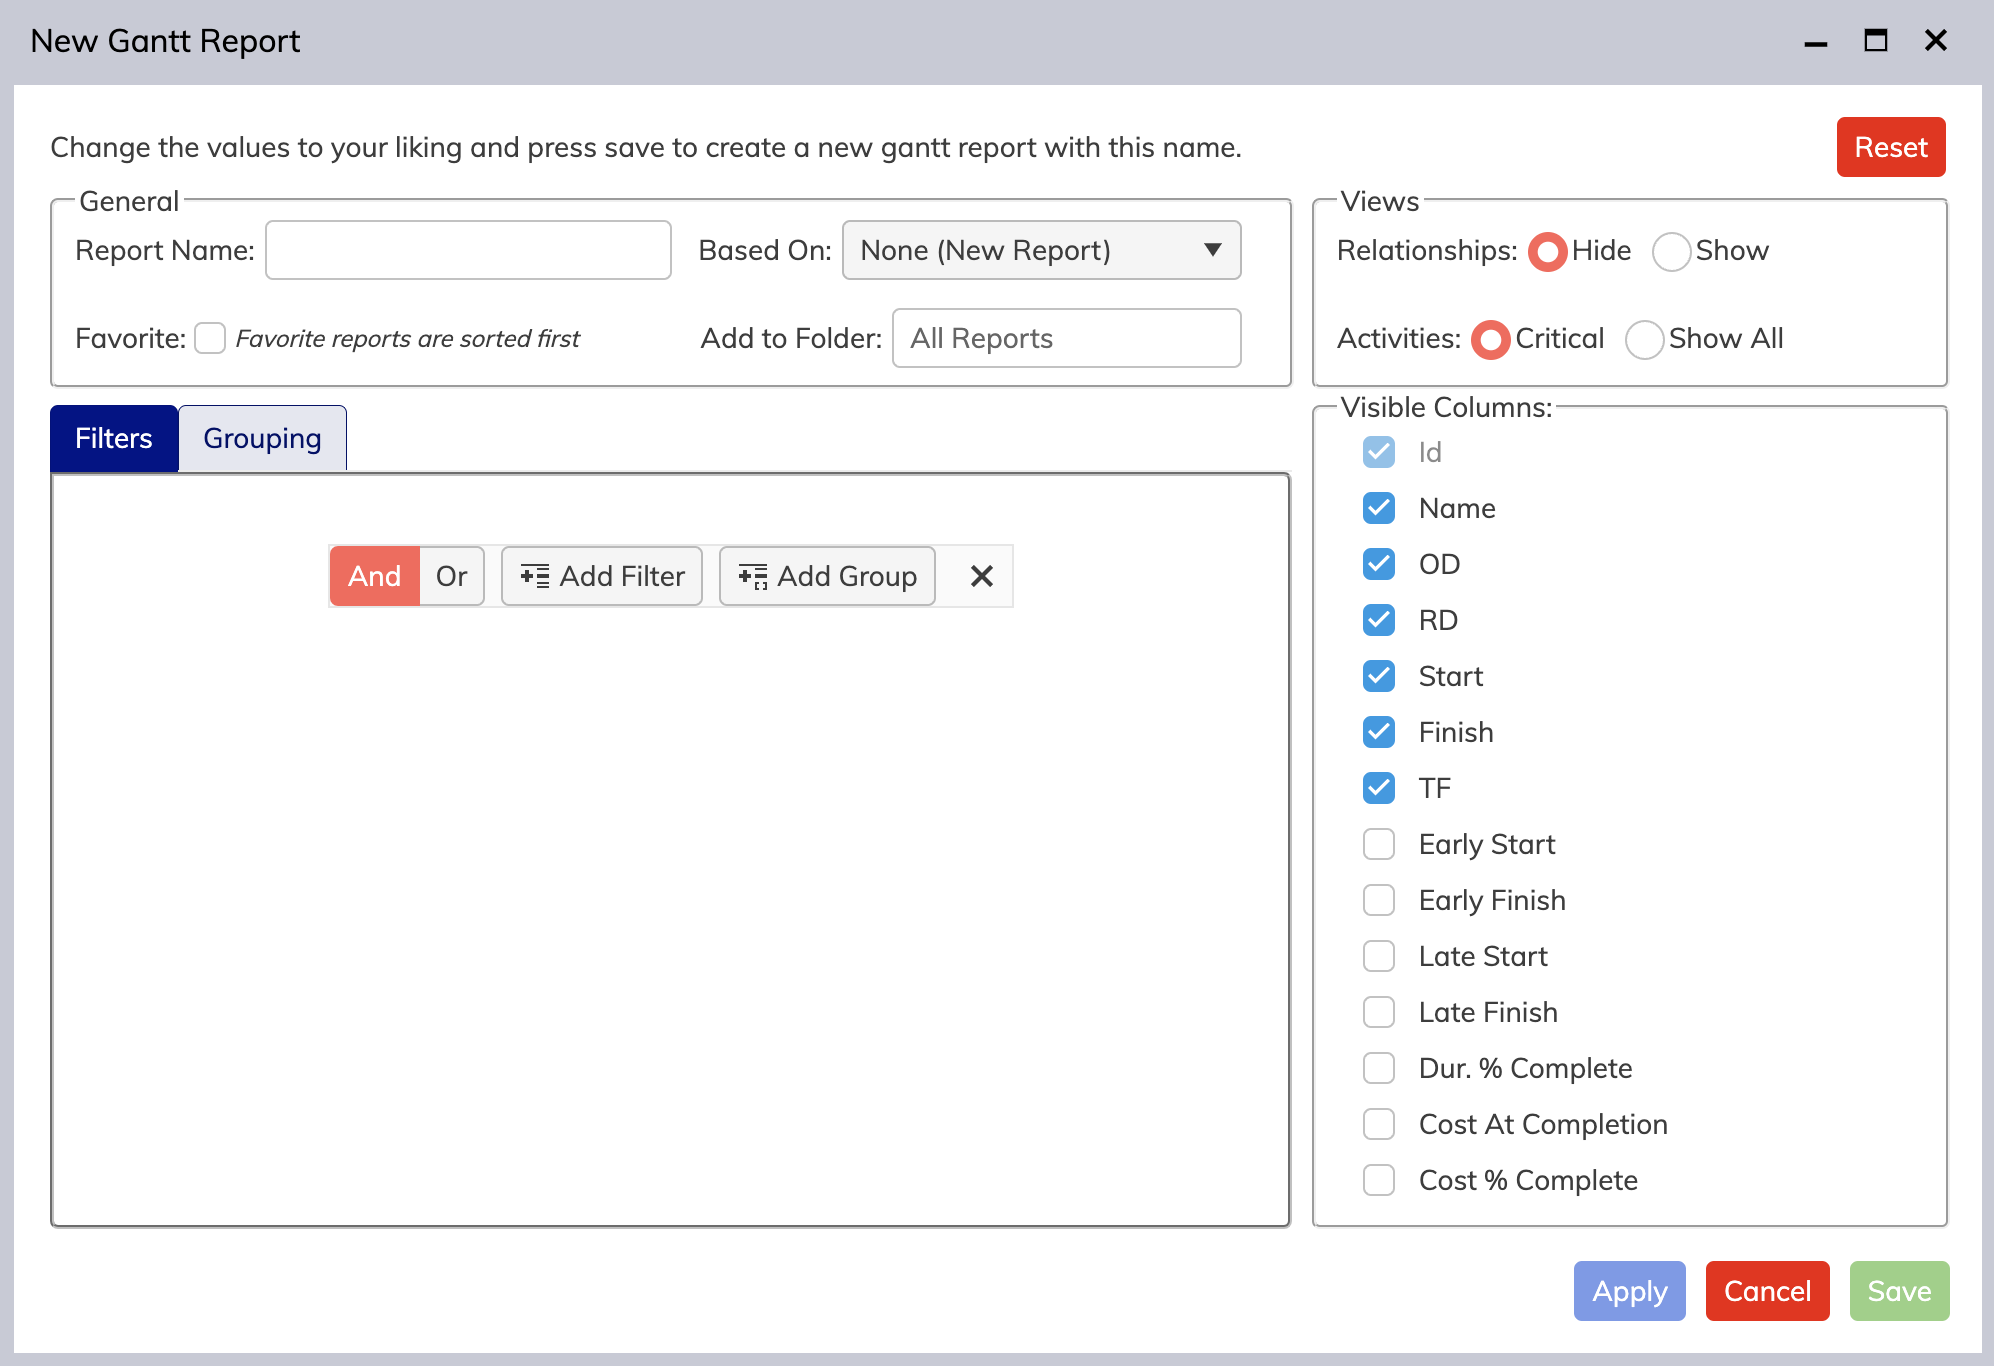 New Gantt Report
Change the values to your liking and press save to create a new gantt report with this name.
Reset
General
Report Name:
Based On: None (New Report)
Favorite: Favorite reports are sorted first
Add to Folder: All Reports
Views
Relationships: Hide Show
Activities: Critical Show All
Filters Grouping
And Or Add Filter Add Group
Visible Columns:
Id
Name
OD
RD
Start
Finish
TF
Early Start
Early Finish
Late Start
Late Finish
Dur. % Complete
Cost At Completion
Cost % Complete
Apply Cancel Save